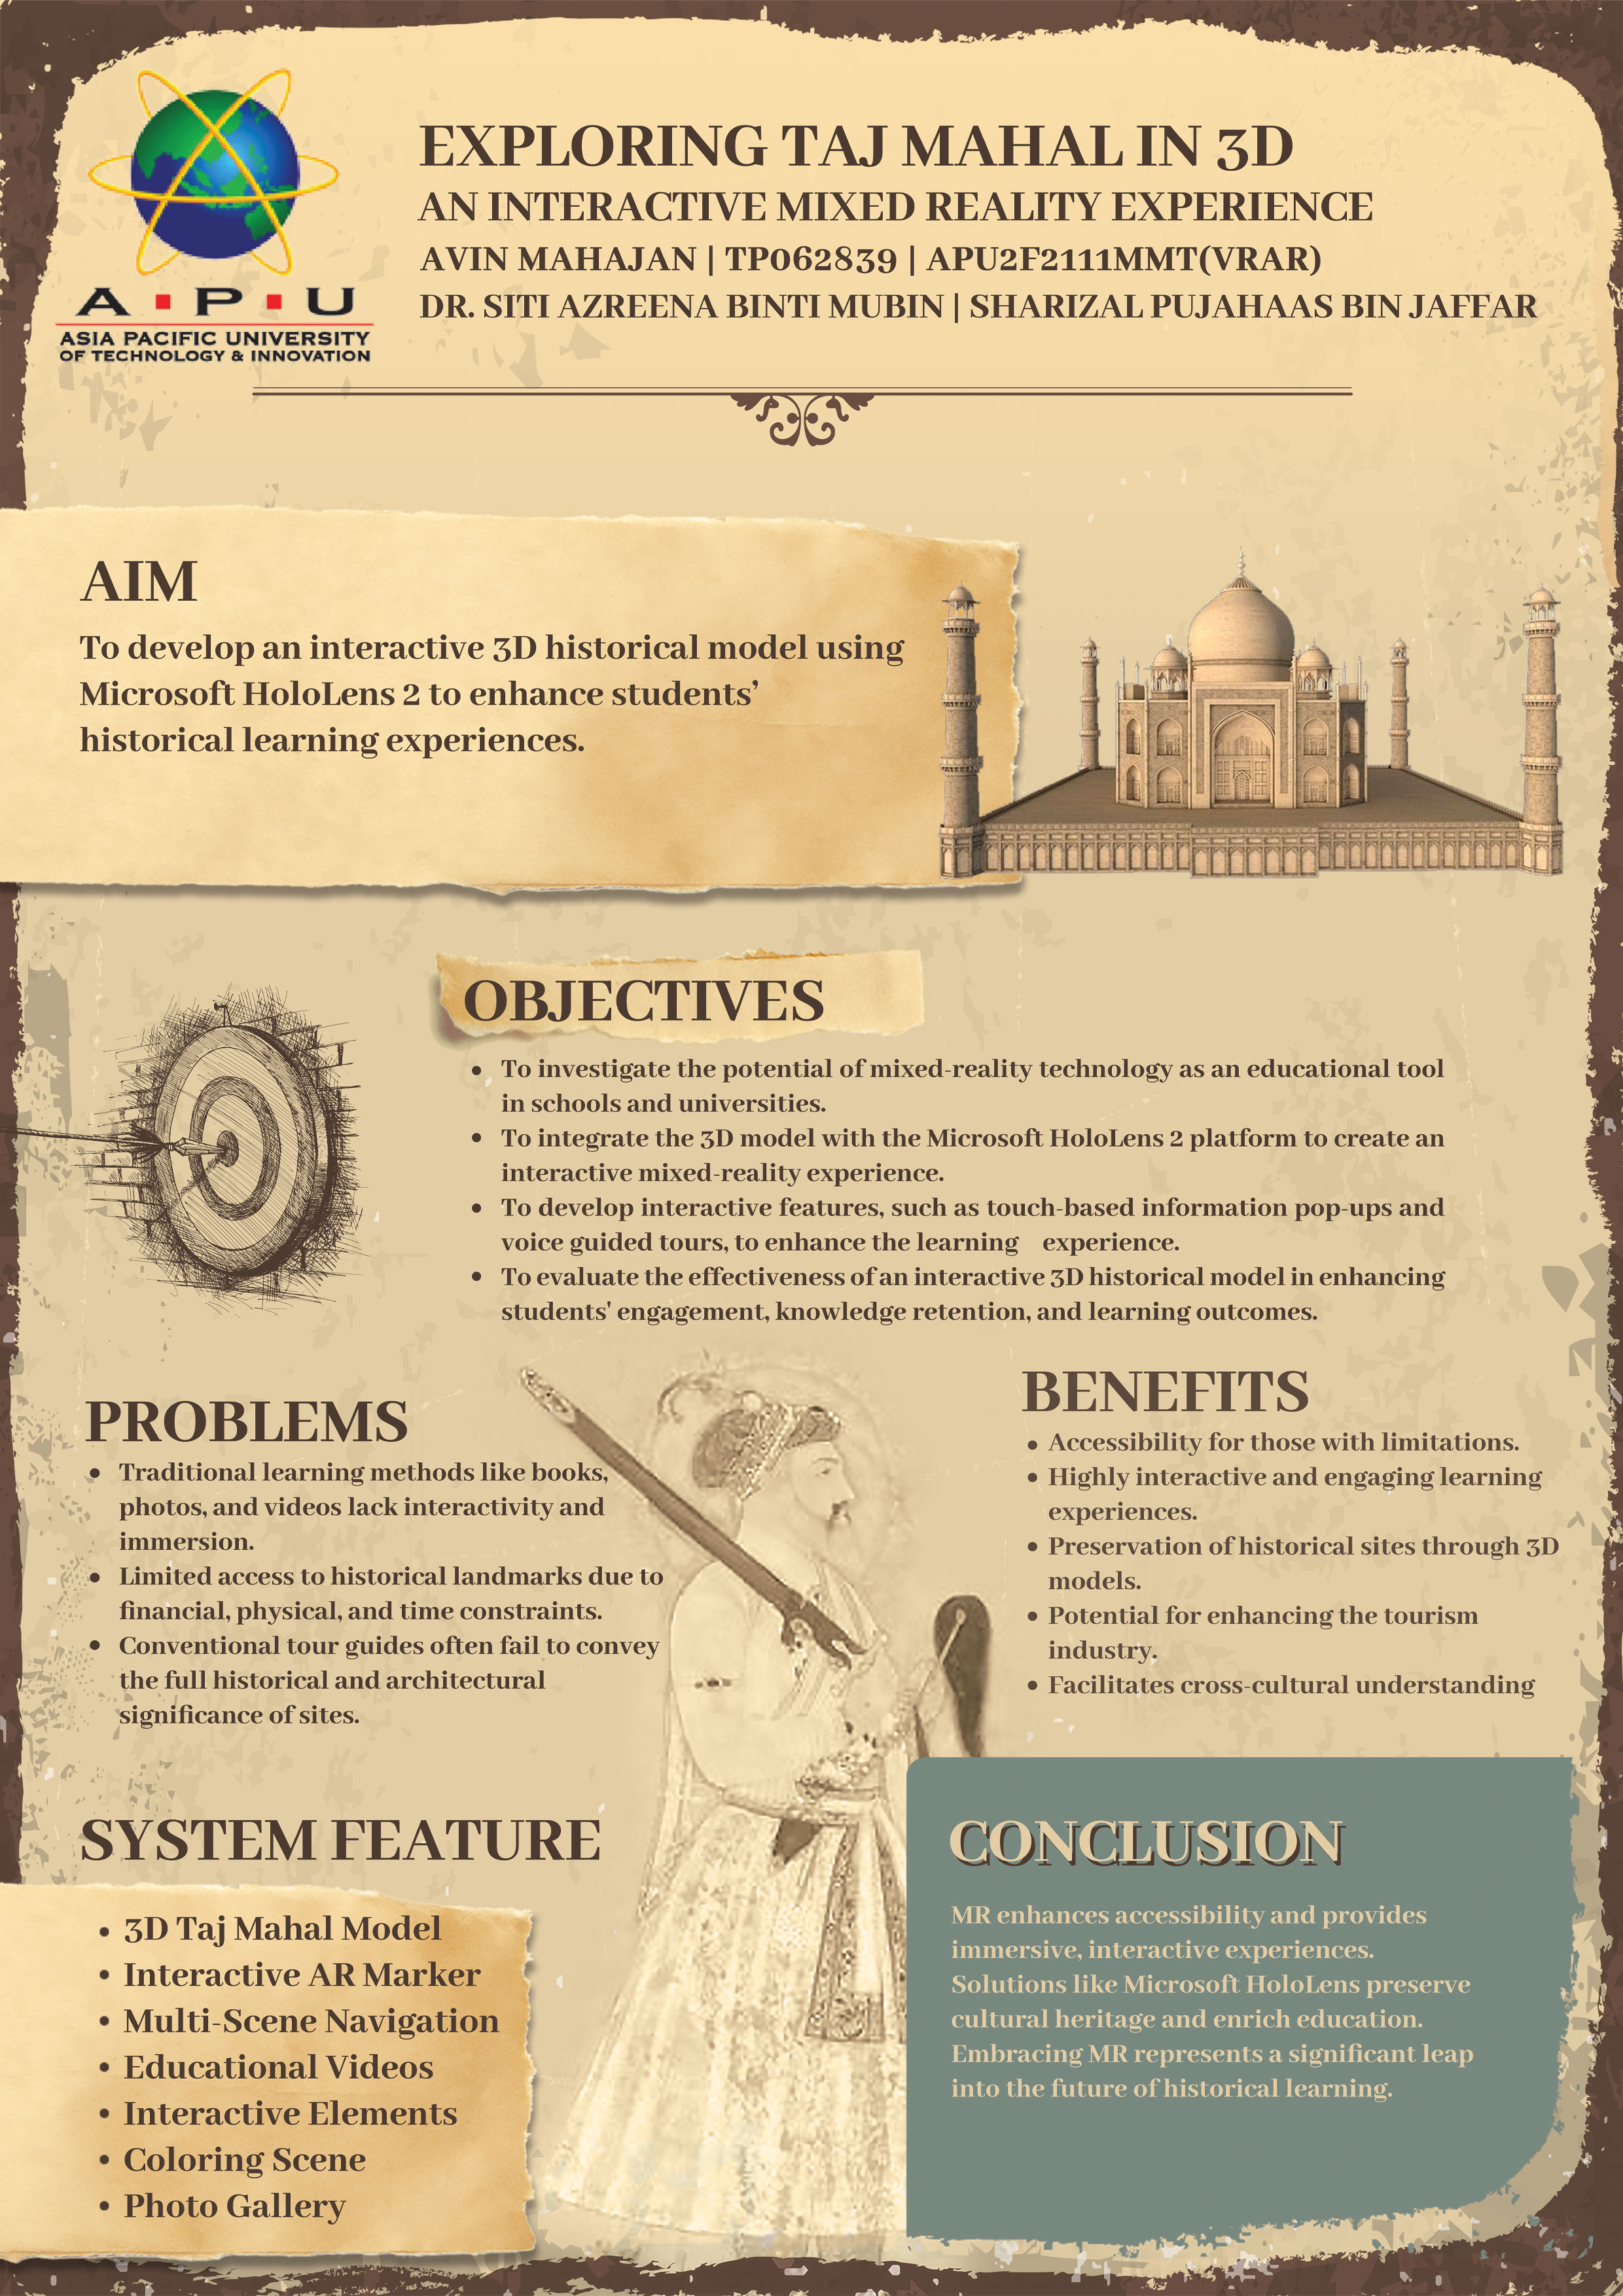 A·P·U
ASIA PACIFIC UNIVERSITY
OF TECHNOLOGY & INNOVATION
EXPLORING TAJ MAHAL IN 3D
AN INTERACTIVE MIXED REALITY EXPERIENCE
AVIN MAHAJAN | TP062839 | APU2F2111MMT(VRAR)
DR. SITI AZREENA BINTI MUBIN | SHARIZAL PUJAHAAS BIN JAFFAR
AIM
To develop an interactive 3D historical model using
Microsoft HoloLens 2 to enhance students’
historical learning experiences.
OBJECTIVES
• To investigate the potential of mixed-reality technology as an educational tool
in schools and universities.
• To integrate the 3D model with the Microsoft HoloLens 2 platform to create an
interactive mixed-reality experience.
• To develop interactive features, such as touch-based information pop-ups and
voice guided tours, to enhance the learning experience.
• To evaluate the effectiveness of an interactive 3D historical model in enhancing
students' engagement, knowledge retention, and learning outcomes.
PROBLEMS
• Traditional learning methods like books,
photos, and videos lack interactivity and
immersion.
• Limited access to historical landmarks due to
financial, physical, and time constraints.
• Conventional tour guides often fail to convey
the full historical and architectural
significance of sites.
BENEFITS
• Accessibility for those with limitations.
• Highly interactive and engaging learning
experiences.
• Preservation of historical sites through 3D
models.
• Potential for enhancing the tourism
industry.
• Facilitates cross-cultural understanding
SYSTEM FEATURE
• 3D Taj Mahal Model
• Interactive AR Marker
• Multi-Scene Navigation
• Educational Videos
• Interactive Elements
• Coloring Scene
• Photo Gallery
CONCLUSION
MR enhances accessibility and provides
immersive, interactive experiences.
Solutions like Microsoft HoloLens preserve
cultural heritage and enrich education.
Embracing MR represents a significant leap
into the future of historical learning.